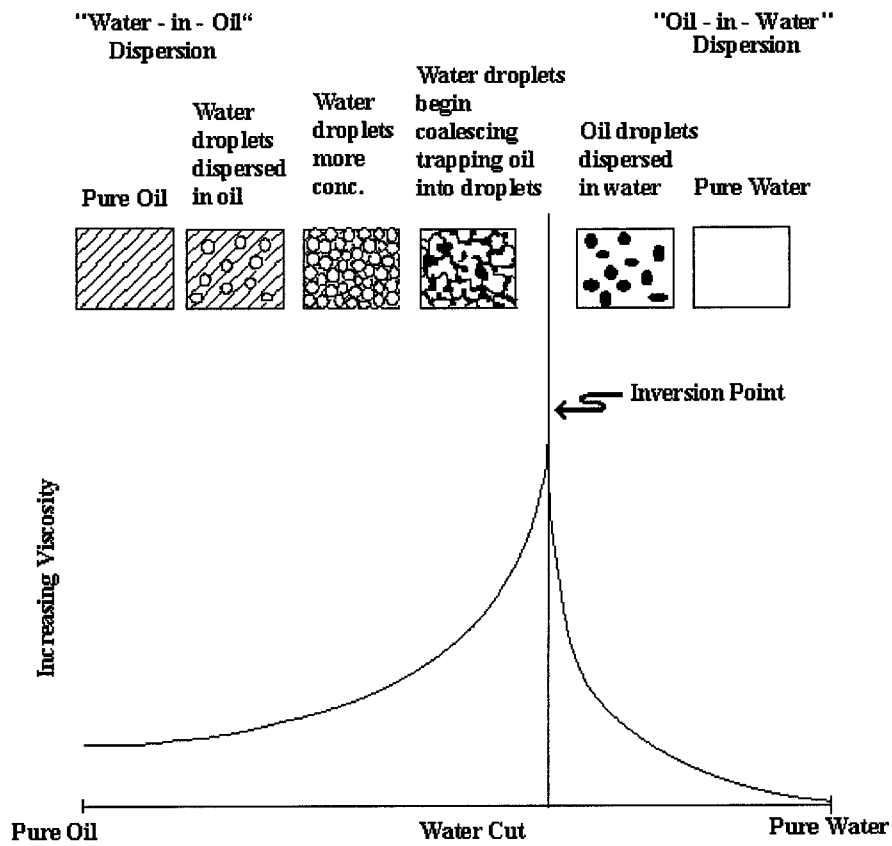 "Water - in - Oil“
Dispersion
"Oil - in - Water"
Dispersion
Pure Oil
Water
droplets
dispersed
in oil
Water
droplets
more
conc.
Water droplets
begin
coalescing
trapping oil
into droplets
Oil droplets
dispersed
in water
Pure Water
Inversion Point
Increasing Viscosity
Pure Oil
Water Cut
Pure Water